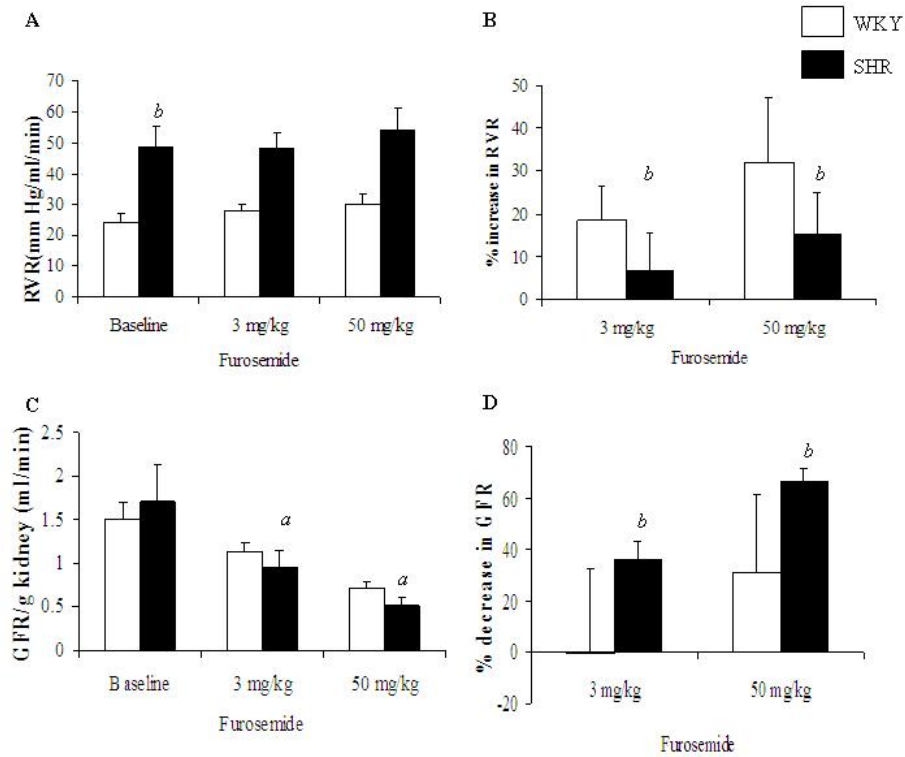 A
B
WKY
SHR
RVR(mm Hg/ml/min)
70
60
50
40
30
20
10
0
b
Baseline
3 mg/kg
50 mg/kg
Furosemide
% increase in RVR
50
40
30
20
10
0
b
b
3 mg/kg
50 mg/kg
Furosemide
C
D
GFR/g kidney (ml/min)
2.5
2
1.5
1
0.5
0
a
a
Baseline
3 mg/kg
50 mg/kg
Furosemide
% decrease in GFR
80
60
40
20
0
-20
b
b
3 mg/kg
50 mg/kg
Furosemide